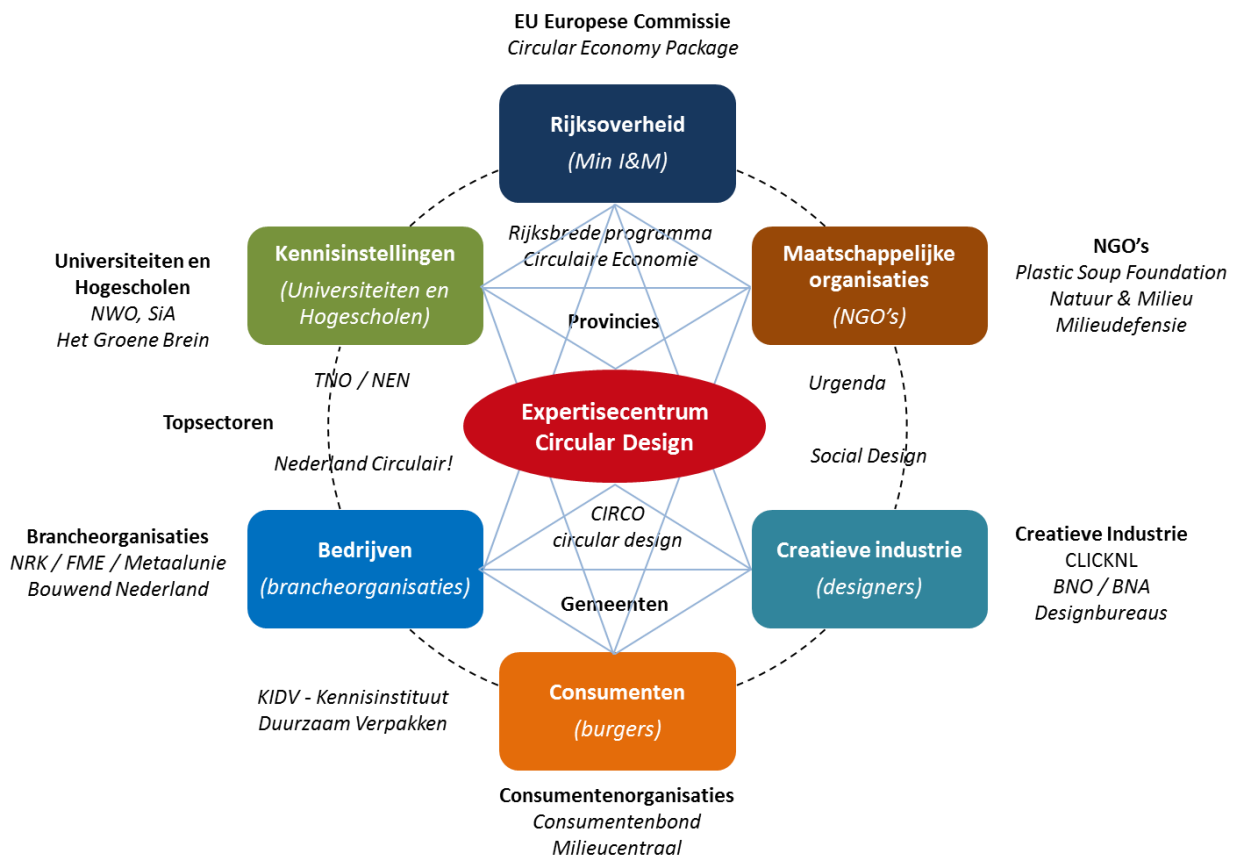 EU Europese Commissie
Circular Economy Package
Rijksoverheid
(Min I&M)
Rijksbrede programma
Circulaire Economie
Kennisinstellingen
(Universiteiten en
Hogescholen)
Universiteiten en
Hogescholen
NWO, SiA
Het Groene Brein
Maatschappelijke
organisaties
(NGO’s)
NGO’s
Plastic Soup Foundation
Natuur & Milieu
Milieudefensie
Provincies
TNO / NEN
Urgenda
Topsectoren
Expertisecentrum
Circular Design
Nederland Circulair!
Social Design
Brancheorganisaties
NRK / FME / Metaalunie
Bouwend Nederland
Bedrijven
(brancheorganisaties)
CIRCO
circular design
Creatieve industrie
(designers)
Creatieve Industrie
CLICKNL
BNO / BNA
Designbureaus
Gemeenten
KIDV - Kennisinstituut
Duurzaam Verpakken
Consumenten
(burgers)
Consumentenorganisaties
Consumentenbond
Milieucentraal